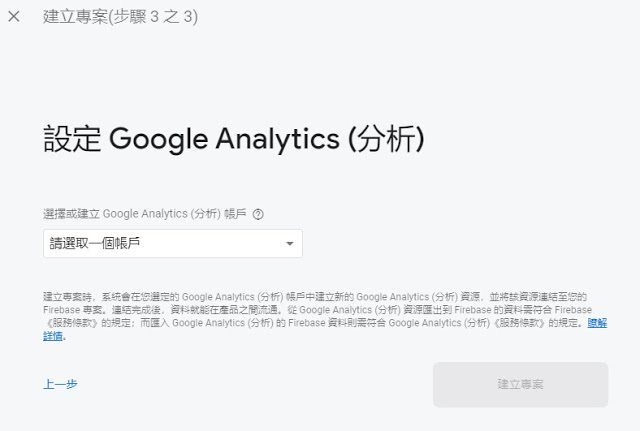 建立專案(步驟 3 之 3)
設定 Google Analytics (分析)
選擇或建立 Google Analytics (分析) 帳戶
請選取一個帳戶
建立專案時，系統會在您選定的 Google Analytics (分析) 帳戶中建立新的 Google Analytics (分析) 資源，並將該資源連結至您的
Firebase 專案。連結完成後，資料就能在產品之間流通。從 Google Analytics (分析) 資源匯出到 Firebase 的資料需符合 Firebase
《服務條款》的規定；而匯入 Google Analytics (分析) 的 Firebase 資料則需符合 Google Analytics (分析)《服務條款》的規定。瞭解
詳情。
上一步
建立專案